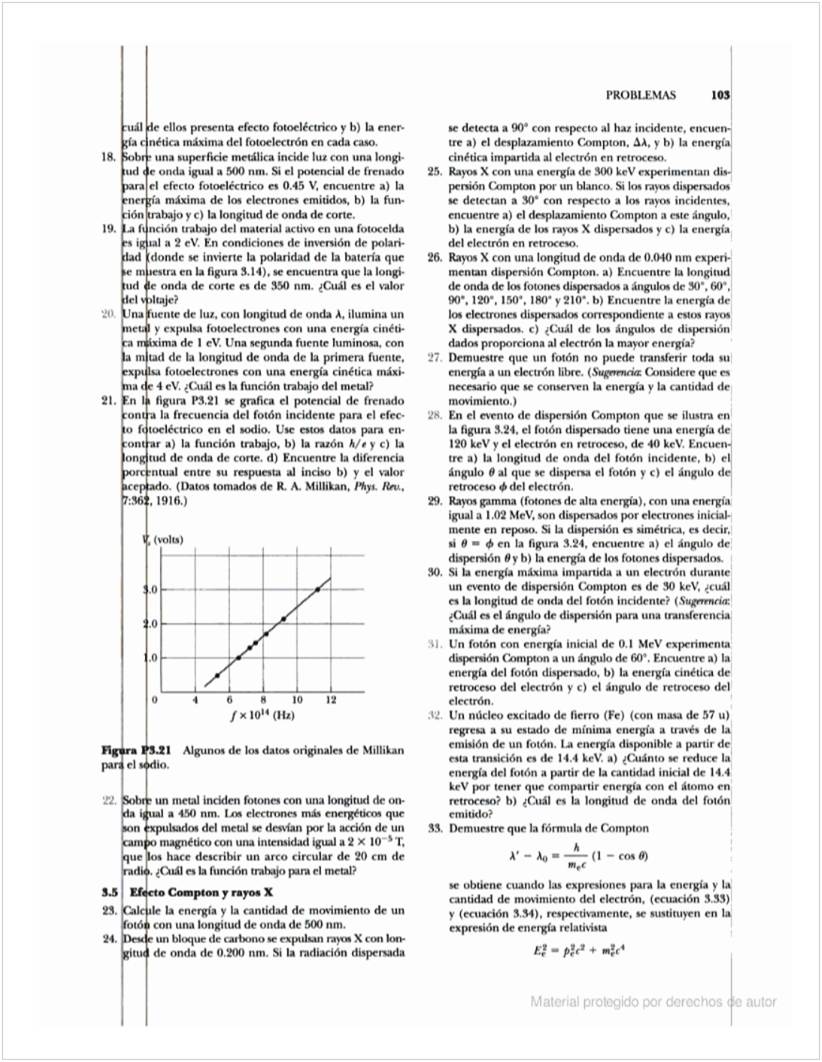 PROBLEMAS 103
cuál de ellos presenta efecto fotoeléctrico y b) la ener-
gía cinética máxima del fotoelectrón en cada caso.
18. Sobre una superficie metálica incide luz con una longi-
tud de onda igual a 500 nm. Si el potencial de frenado
para el efecto fotoeléctrico es 0.45 V, encuentre a) la
energía máxima de los electrones emitidos, b) la fun-
ción trabajo y c) la longitud de onda de corte.
19. La función trabajo del material activo en una fotocelda
es igual a 2 eV. En condiciones de inversión de polari-
dad (donde se invierte la polaridad de la batería que
se muestra en la figura 3.14), se encuentra que la longi-
tud de onda de corte es de 350 nm. ¿Cuál es el valor
del voltaje?
20. Una fuente de luz, con longitud de onda λ, ilumina un
metal y expulsa fotoelectrones con una energía cinéti-
ca máxima de 1 eV. Una segunda fuente luminosa, con
la mitad de la longitud de onda de la primera fuente,
expulsa fotoelectrones con una energía cinética máxi-
ma de 4 eV. ¿Cuál es la función trabajo del metal?
21. En la figura P3.21 se grafica el potencial de frenado
contra la frecuencia del fotón incidente para el efec-
to fotoeléctrico en el sodio. Use estos datos para en-
contrar a) la función trabajo, b) la razón h/e y c) la
longitud de onda de corte. d) Encuentre la diferencia
porcentual entre su respuesta al inciso b) y el valor
aceptado. (Datos tomados de R. A. Millikan, Phys. Rev.,
7:362, 1916.)
Vs (volts)
3.0
2.0
1.0
0 4 6 8 10 12
f × 10¹⁴ (Hz)
Figura P3.21 Algunos de los datos originales de Millikan
para el sodio.
22. Sobre un metal inciden fotones con una longitud de on-
da igual a 450 nm. Los electrones más energéticos que
son expulsados del metal se desvían por la acción de un
campo magnético con una intensidad igual a 2 × 10⁻⁵ T,
que los hace describir un arco circular de 20 cm de
radio. ¿Cuál es la función trabajo para el metal?
3.5 Efecto Compton y rayos X
23. Calcule la energía y la cantidad de movimiento de un
fotón con una longitud de onda de 500 nm.
24. Desde un bloque de carbono se expulsan rayos X con lon-
gitud de onda de 0.200 nm. Si la radiación dispersada
se detecta a 90° con respecto al haz incidente, encuen-
tre a) el desplazamiento Compton, Δλ, y b) la energía
cinética impartida al electrón en retroceso.
25. Rayos X con una energía de 300 keV experimentan dis-
persión Compton por un blanco. Si los rayos dispersados
se detectan a 30° con respecto a los rayos incidentes,
encuentre a) el desplazamiento Compton a este ángulo,
b) la energía de los rayos X dispersados y c) la energía
del electrón en retroceso.
26. Rayos X con una longitud de onda de 0.040 nm experi-
mentan dispersión Compton. a) Encuentre la longitud
de onda de los fotones dispersados a ángulos de 30°, 60°,
90°, 120°, 150°, 180° y 210°. b) Encuentre la energía de
los electrones dispersados correspondiente a estos rayos
X dispersados. c) ¿Cuál de los ángulos de dispersión
dados proporciona al electrón la mayor energía?
27. Demuestre que un fotón no puede transferir toda su
energía a un electrón libre. (Sugerencia: Considere que es
necesario que se conserven la energía y la cantidad de
movimiento.)
28. En el evento de dispersión Compton que se ilustra en
la figura 3.24, el fotón dispersado tiene una energía de
120 keV y el electrón en retroceso, de 40 keV. Encuen-
tre a) la longitud de onda del fotón incidente, b) el
ángulo θ al que se dispersa el fotón y c) el ángulo de
retroceso ϕ del electrón.
29. Rayos gamma (fotones de alta energía), con una energía
igual a 1.02 MeV, son dispersados por electrones inicial-
mente en reposo. Si la dispersión es simétrica, es decir,
si θ = ϕ en la figura 3.24, encuentre a) el ángulo de
dispersión θ y b) la energía de los fotones dispersados.
30. Si la energía máxima impartida a un electrón durante
un evento de dispersión Compton es de 30 keV, ¿cuál
es la longitud de onda del fotón incidente? (Sugerencia:
¿Cuál es el ángulo de dispersión para una transferencia
máxima de energía?
31. Un fotón con energía inicial de 0.1 MeV experimenta
dispersión Compton a un ángulo de 60°. Encuentre a) la
energía del fotón dispersado, b) la energía cinética de
retroceso del electrón y c) el ángulo de retroceso del
electrón.
32. Un núcleo excitado de fierro (Fe) (con masa de 57 u)
regresa a su estado de mínima energía a través de la
emisión de un fotón. La energía disponible a partir de
esta transición es de 14.4 keV. a) ¿Cuánto se reduce la
energía del fotón a partir de la cantidad inicial de 14.4
keV por tener que compartir energía con el átomo en
retroceso? b) ¿Cuál es la longitud de onda del fotón
emitido?
33. Demuestre que la fórmula de Compton
λ′ − λ₀ = h/(mₑc) (1 − cos θ)
se obtiene cuando las expresiones para la energía y la
cantidad de movimiento del electrón, (ecuación 3.33)
y (ecuación 3.34), respectivamente, se sustituyen en la
expresión de energía relativista
Eₑ² = pₑ²c² + mₑ²c⁴
Material protegido por derechos de autor